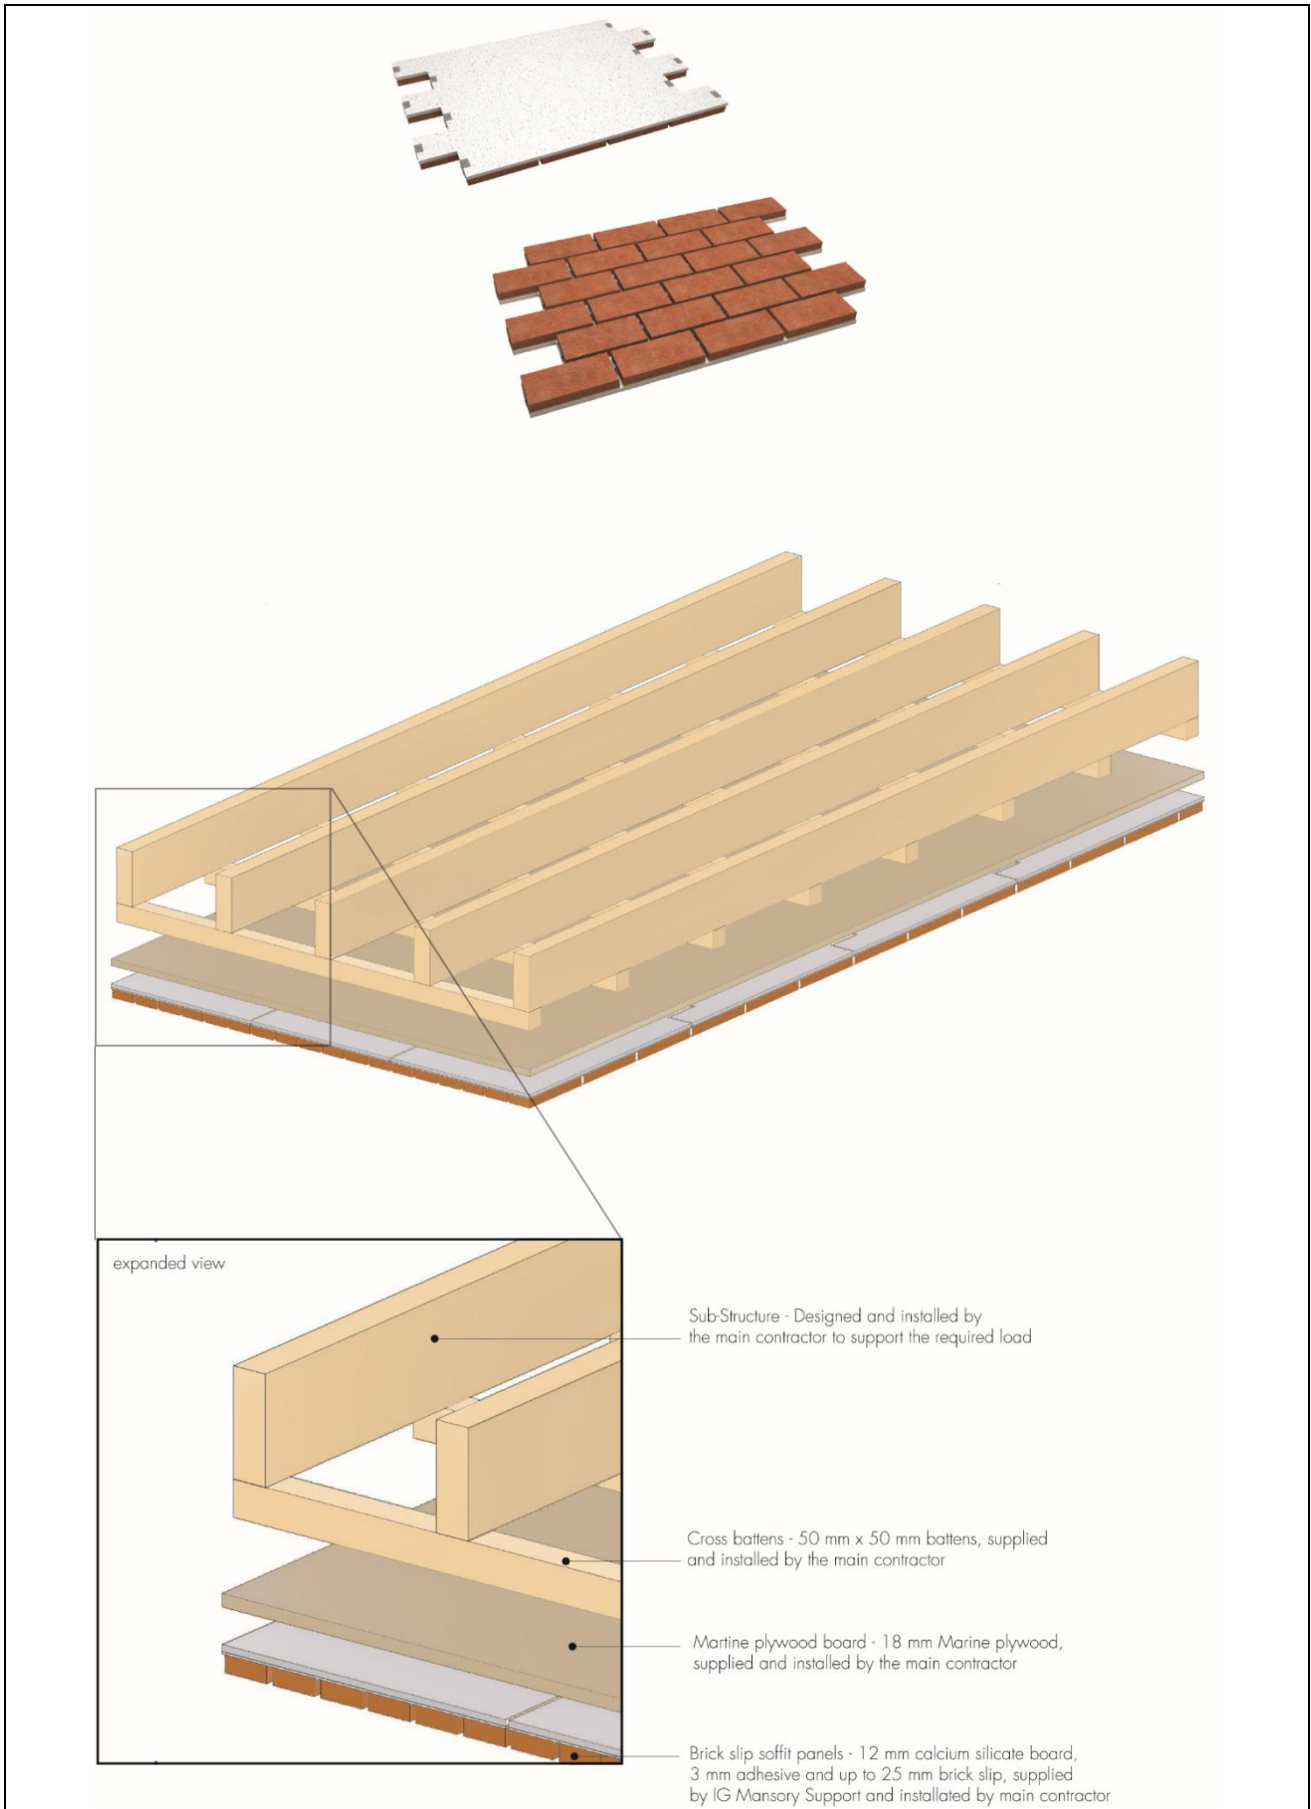 expanded view
Sub-Structure - Designed and installed by
the main contractor to support the required load
Cross battens - 50 mm x 50 mm battens, supplied
and installed by the main contractor
Martine plywood board - 18 mm Marine plywood,
supplied and installed by the main contractor
Brick slip soffit panels - 12 mm calcium silicate board,
3 mm adhesive and up to 25 mm brick slip, supplied
by IG Mansory Support and installated by main contractor